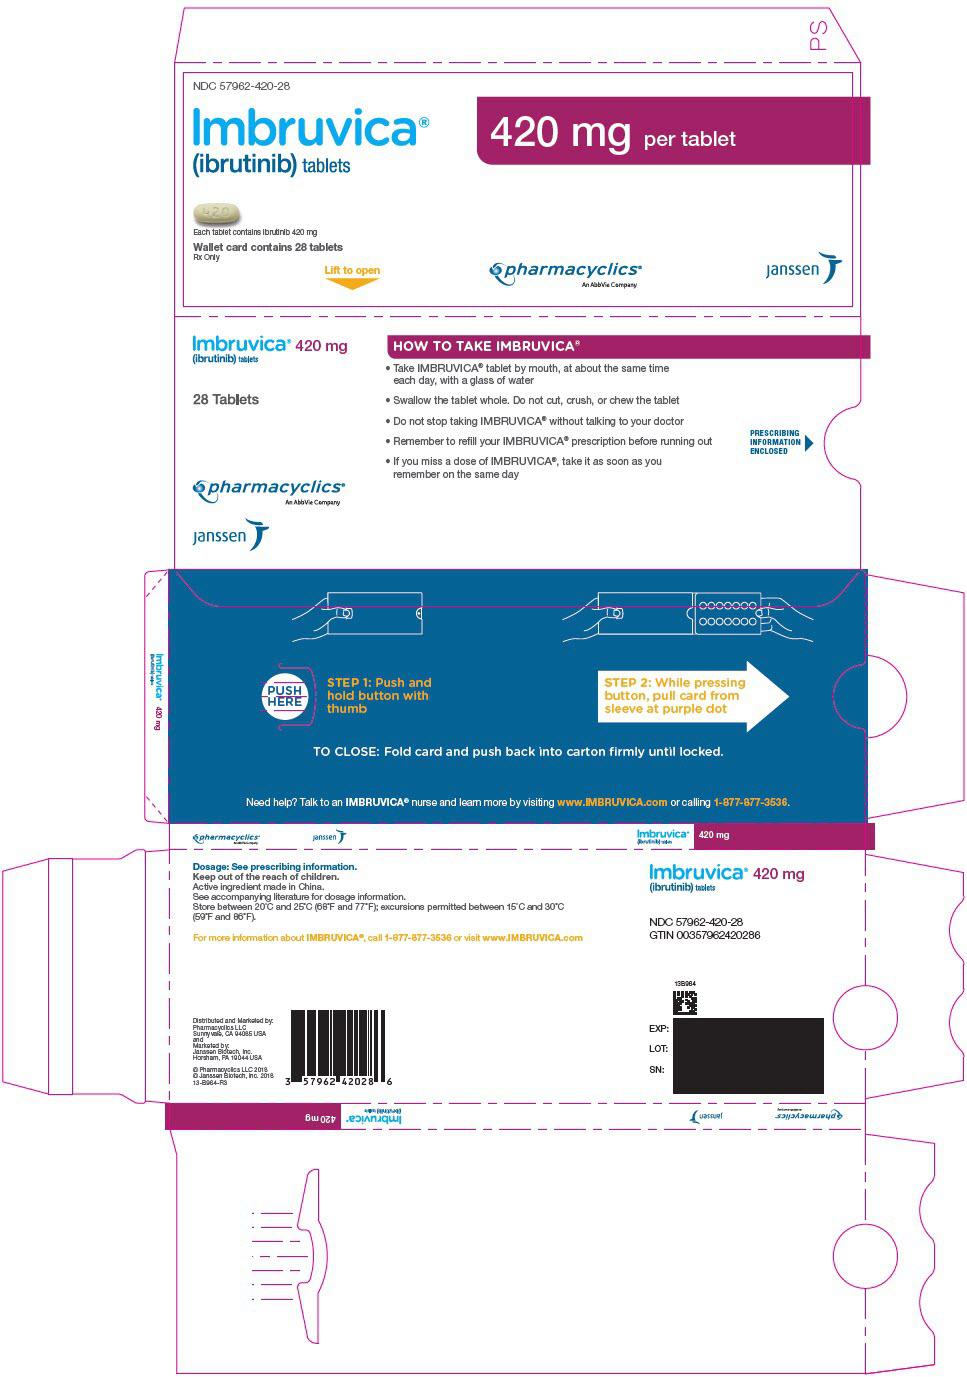 PS
NDC 57962-420-28
Imbruvica®
(ibrutinib) tablets
420 mg per tablet
420
Each tablet contains ibrutinib 420 mg
Wallet card contains 28 tablets
Rx Only
Lift to open
pharmacyclics®
An AbbVie Company
janssen
Imbruvica® 420 mg
(ibrutinib) tablets
28 Tablets
pharmacyclics®
An AbbVie Company
janssen
HOW TO TAKE IMBRUVICA®
• Take IMBRUVICA® tablet by mouth, at about the same time
each day, with a glass of water
• Swallow the tablet whole. Do not cut, crush, or chew the tablet
• Do not stop taking IMBRUVICA® without talking to your doctor
• Remember to refill your IMBRUVICA® prescription before running out
• If you miss a dose of IMBRUVICA®, take it as soon as you
remember on the same day
PRESCRIBING
INFORMATION
ENCLOSED
Imbruvica® 420 mg
(ibrutinib) tablets
PUSH
HERE
STEP 1: Push and
hold button with
thumb
STEP 2: While pressing
button, pull card from
sleeve at purple dot
TO CLOSE: Fold card and push back into carton firmly until locked.
Need help? Talk to an IMBRUVICA® nurse and learn more by visiting www.IMBRUVICA.com or calling 1-877-877-3536.
pharmacyclics®
An AbbVie Company
janssen
Imbruvica®
(ibrutinib) tablets
420 mg
Dosage: See prescribing information.
Keep out of the reach of children.
Active ingredient made in China.
See accompanying literature for dosage information.
Store between 20°C and 25°C (68°F and 77°F); excursions permitted between 15°C and 30°C
(59°F and 86°F).
For more information about IMBRUVICA®, call 1-877-877-3536 or visit www.IMBRUVICA.com
Imbruvica® 420 mg
(ibrutinib) tablets
NDC 57962-420-28
GTIN 00357962420286
13B984
EXP:
LOT:
SN:
Distributed and Marketed by:
Pharmacyclics LLC
Sunnyvale, CA 94085 USA
and
Marketed by:
Janssen Biotech, Inc.
Horsham, PA 19044 USA
© Pharmacyclics LLC 2018
© Janssen Biotech, Inc. 2018
13-B984-R3
3 57962 42028 6
420 mg
Imbruvica®
(ibrutinib) tablets
janssen
pharmacyclics®
An AbbVie Company